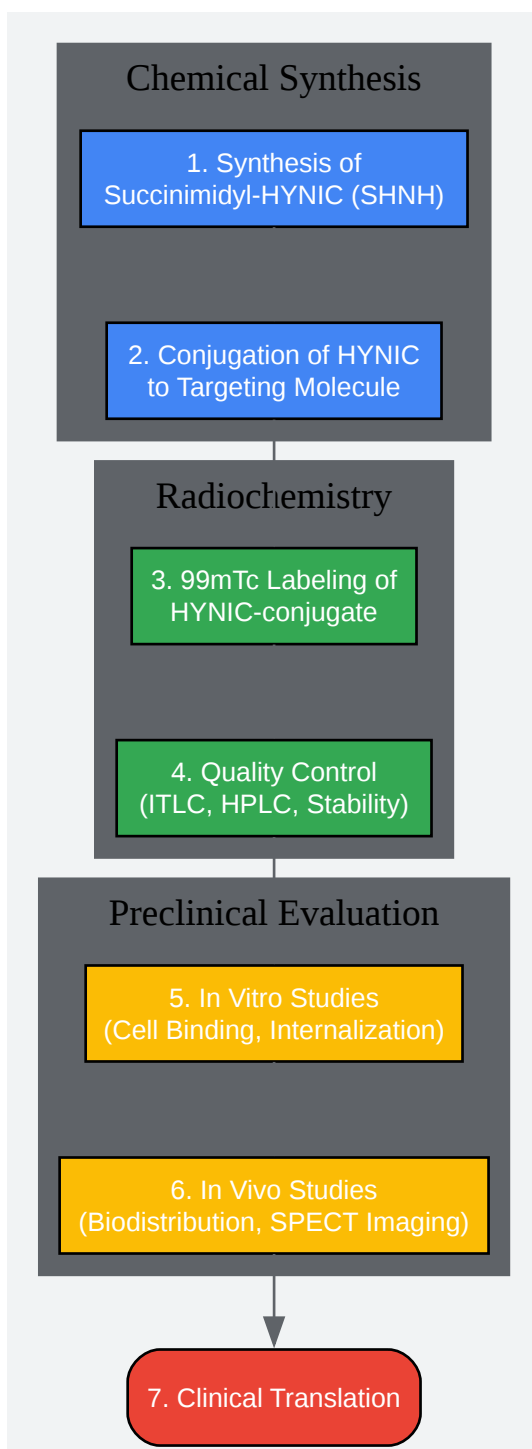 Chemical Synthesis
1. Synthesis of
Succinimidyl-HYNIC (SHNH)
2. Conjugation of HYNIC
to Targeting Molecule
Radiochemistry
3. 99mTc Labeling of
HYNIC-conjugate
4. Quality Control
(ITLC, HPLC, Stability)
Preclinical Evaluation
5. In Vitro Studies
(Cell Binding, Internalization)
6. In Vivo Studies
(Biodistribution, SPECT Imaging)
7. Clinical Translation